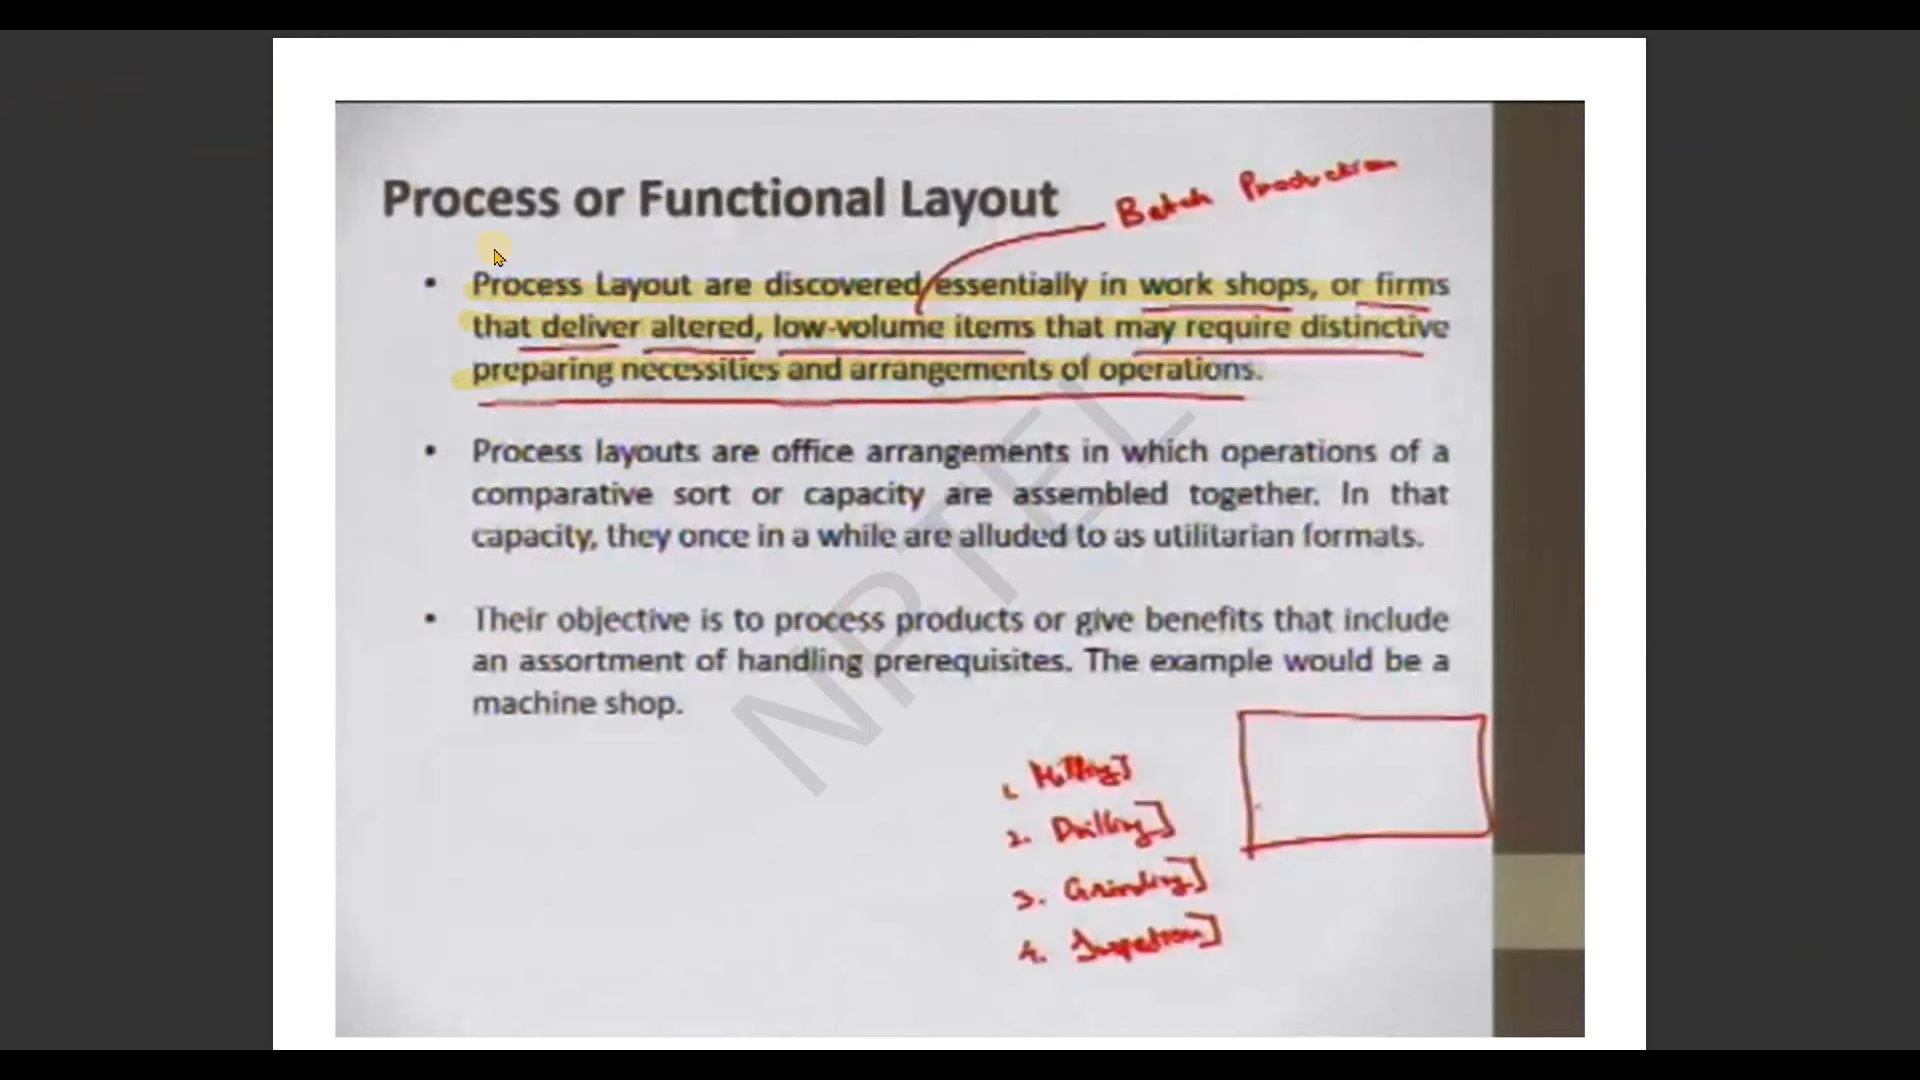 Process or Functional Layout
Batch Production
• Process Layout are discovered essentially in work shops, or firms
that deliver altered, low-volume items that may require distinctive
preparing necessities and arrangements of operations.
• Process layouts are office arrangements in which operations of a
comparative sort or capacity are assembled together. In that
capacity, they once in a while are alluded to as utilitarian formats.
• Their objective is to process products or give benefits that include
an assortment of handling prerequisites. The example would be a
machine shop.
NPTEL
1. Milling]
2. Drilling]
3. Grinding]
4. Inspection]